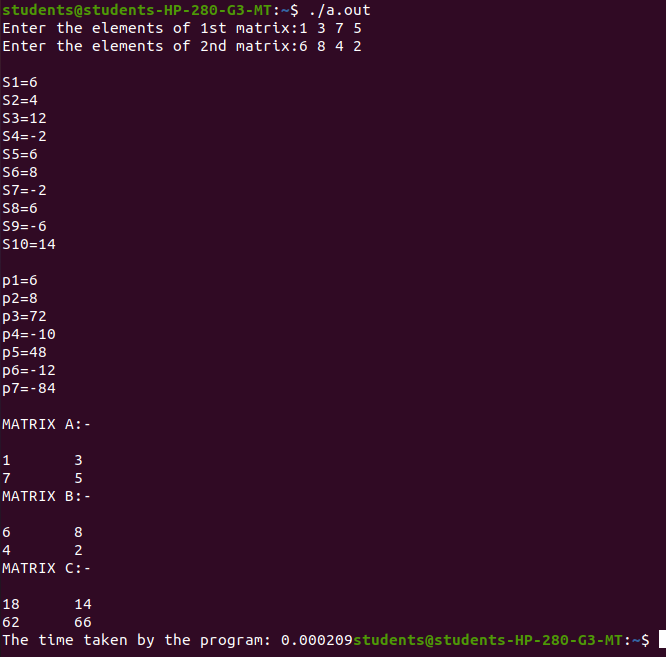 students@students-HP-280-G3-MT:~$ ./a.out
Enter the elements of 1st matrix:1 3 7 5
Enter the elements of 2nd matrix:6 8 4 2
S1=6
S2=4
S3=12
S4=-2
S5=6
S6=8
S7=-2
S8=6
S9=-6
S10=14
p1=6
p2=8
p3=72
p4=-10
p5=48
p6=-12
p7=-84
MATRIX A:-
1 3
7 5
MATRIX B:-
6 8
4 2
MATRIX C:-
18 14
62 66
The time taken by the program: 0.000209students@students-HP-280-G3-MT:~$